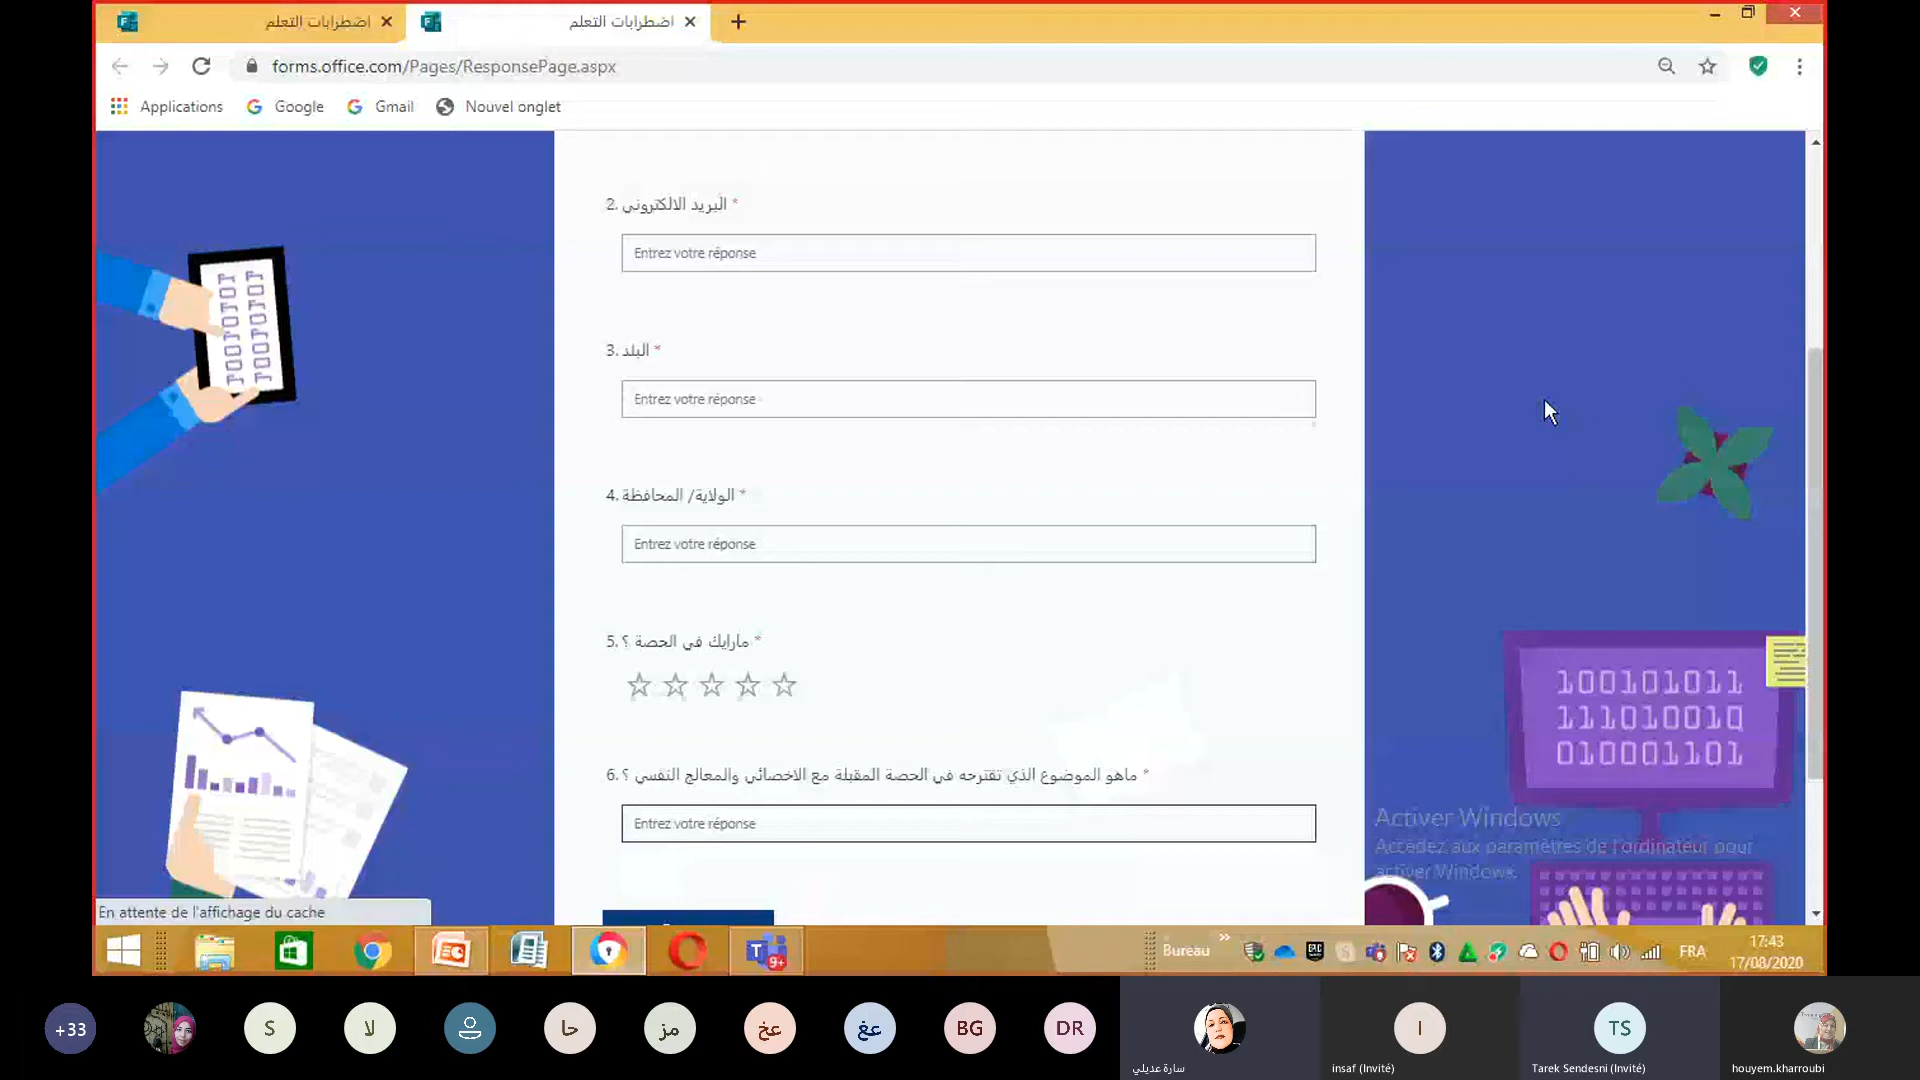 اضطرابات التعلم
اضطرابات التعلم
forms.office.com/Pages/ResponsePage.aspx
Applications
Google
Gmail
Nouvel onglet
2. البريد الالكتروني *
Entrez votre réponse
3. البلد *
Entrez votre réponse
4. الولاية/ المحافظة *
Entrez votre réponse
5. مارايك في الحصة ؟ *
6. ماهو الموضوع الذي تقترحه في الحصة المقبلة مع الاخصائي والمعالج النفسي ؟ *
Entrez votre réponse
100101011
111010010
010001101
Activer Windows
Accédez aux paramètres de l'ordinateur pour
activer Windows.
En attente de l'affichage du cache
9+
Bureau
FRA
17:43
17/08/2020
+33
S
لا
حا
مز
عخ
عغ
BG
DR
سارة عديلي
I
insaf (Invité)
TS
Tarek Sendesni (Invité)
houyem.kharroubi